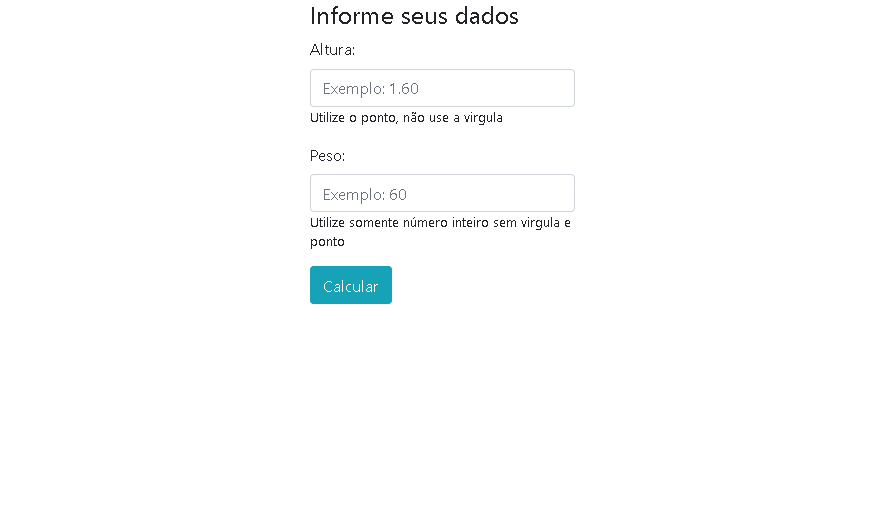 Informe seus dados
Altura:
Exemplo: 1.60
Utilize o ponto, não use a virgula
Peso:
Exemplo: 60
Utilize somente número inteiro sem virgula e
ponto
Calcular